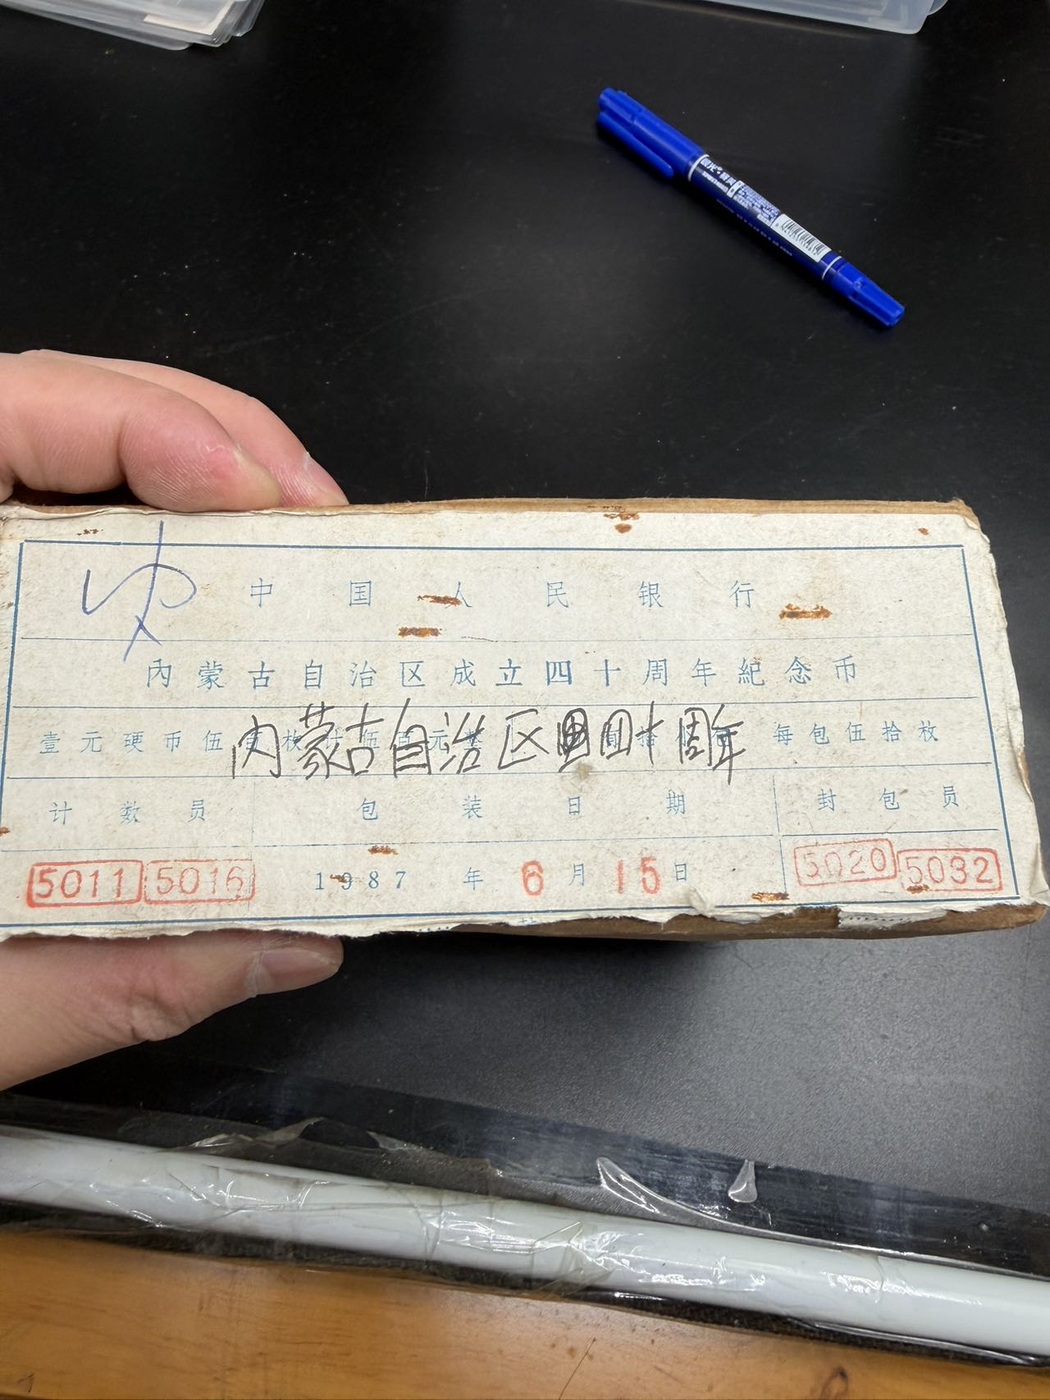 中国人民银行
内蒙古自治区成立四十周年紀念币
壹元硬币伍
每包伍拾枚
内蒙古自治区四十周年
计数员 包装日期 封包员
5011 5016 1987年6月15日 5020 5032